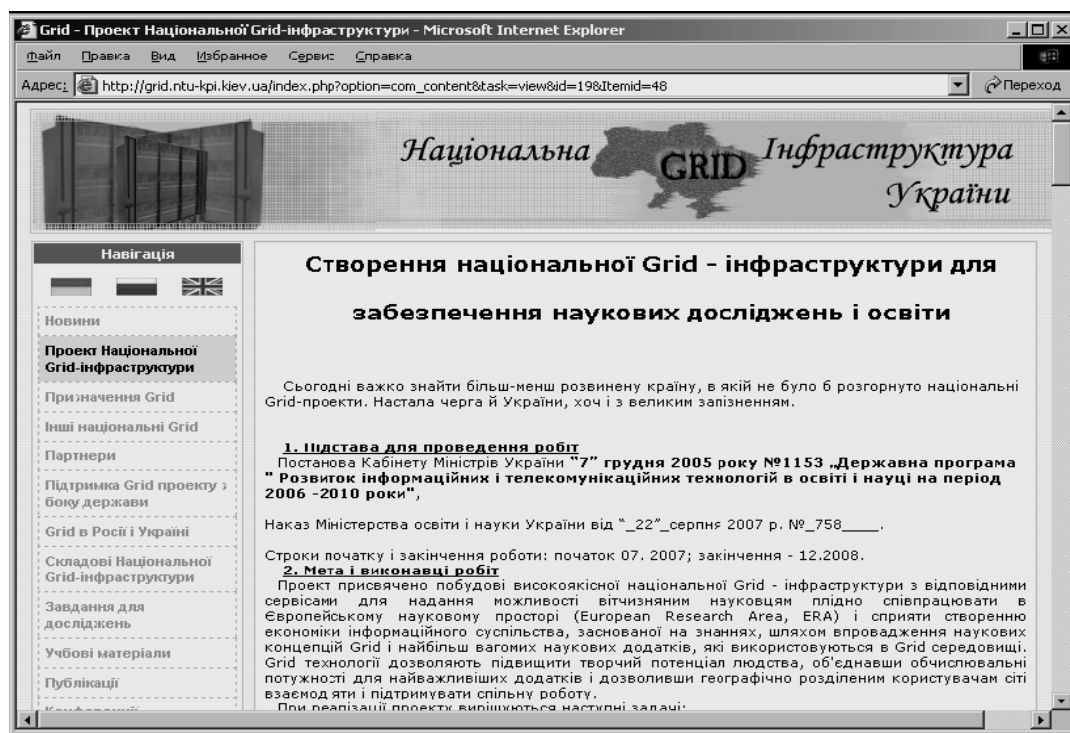 Grid - Проект Національної Grid-інфраструктури - Microsoft Internet Explorer
Файл Правка Вид Избранное Сервис Справка
Адрес: http://grid.ntu-kpi.kiev.ua/index.php?option=com_content&task=view&id=19&Itemid=48 Переход
Національна GRID Інфраструктура
України
Навігація
Новини
Проект Національної
Grid-інфраструктури
Призначення Grid
Інші національні Grid
Партнери
Підтримка Grid проекту з
боку держави
Grid в Росії і Україні
Складові Національної
Grid-інфраструктури
Завдання для
досліджень
Учбові матеріали
Публікації
Конференції
Створення національної Grid - інфраструктури для
забезпечення наукових досліджень і освіти
Сьогодні важко знайти більш-менш розвинену країну, в якій не було б розгорнуто національні
Grid-проекти. Настала черга й України, хоч і з великим запізненням.
1. Підстава для проведення робіт
Постанова Кабінету Міністрів України "7" грудня 2005 року №1153 „Державна програма
" Розвиток інформаційних і телекомунікаційних технологій в освіті і науці на період
2006 -2010 роки",
Наказ Міністерства освіти і науки України від "_22"_серпня 2007 р. №_758____.
Строки початку і закінчення роботи: початок 07. 2007; закінчення - 12.2008.
2. Мета і виконавці робіт
Проект присвячено побудові високоякісної національної Grid - інфраструктури з відповідними
сервісами для надання можливості вітчизняним науковцям плідно співпрацювати в
Європейському науковому просторі (European Research Area, ERA) і сприяти створенню
економіки інформаційного суспільства, заснованої на знаннях, шляхом впровадження наукових
концепцій Grid і найбільш вагомих наукових додатків, які використовуються в Grid середовищі.
Grid технології дозволяють підвищити творчий потенціал людства, об'єднавши обчислювальні
потужності для найважливіших додатків і дозволивши географічно розділеним користувачам сіті
взаємодіяти і підтримувати спільну роботу.
При реалізації проекту вирішуються наступні задачі: